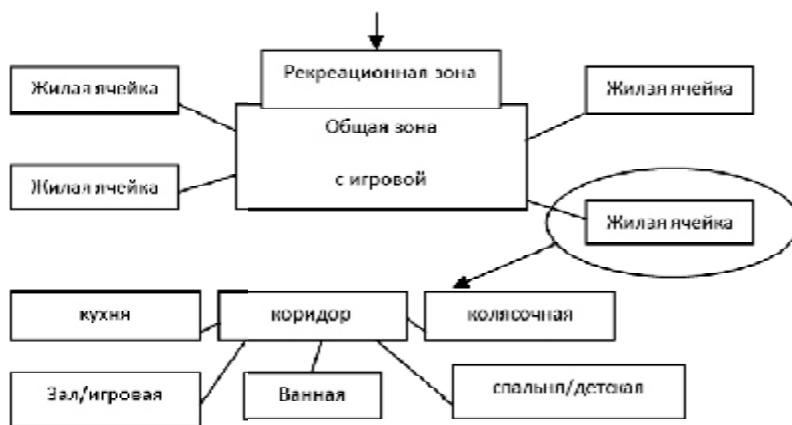 Рекреационная зона
Жилая ячейка
Жилая ячейка
Общая зона
с игровой
Жилая ячейка
Жилая ячейка
кухня
коридор
колясочная
Зал/игровая
Ванная
спальня/детская